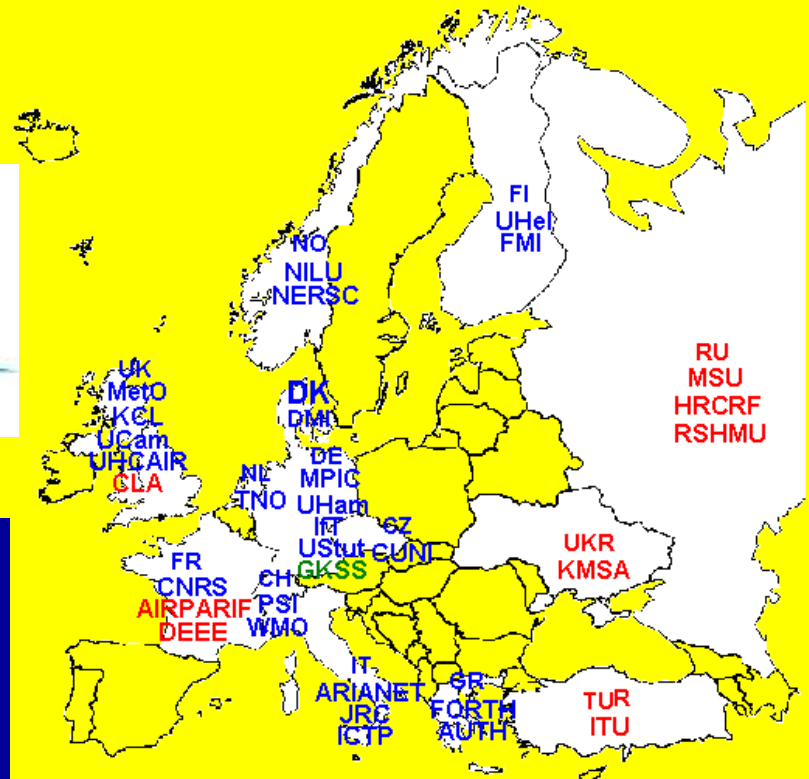 FI
UHel
FMI
NO
NILU
NERSC
RU
MSU
HRCRF
RSHMU
UK
MetO
KCL
UCam
UHCAIR
CLA
DK
DMI
NL
TNO
DE
MPIC
UHam
IfT
UStut
GKSS
CZ
CUNI
UKR
KMSA
FR
CNRS
AIRPARIF
DEEE
CH
PSI
WMO
IT
ARIANET
JRC
ICTP
GR
FORTH
AUTH
TUR
ITU